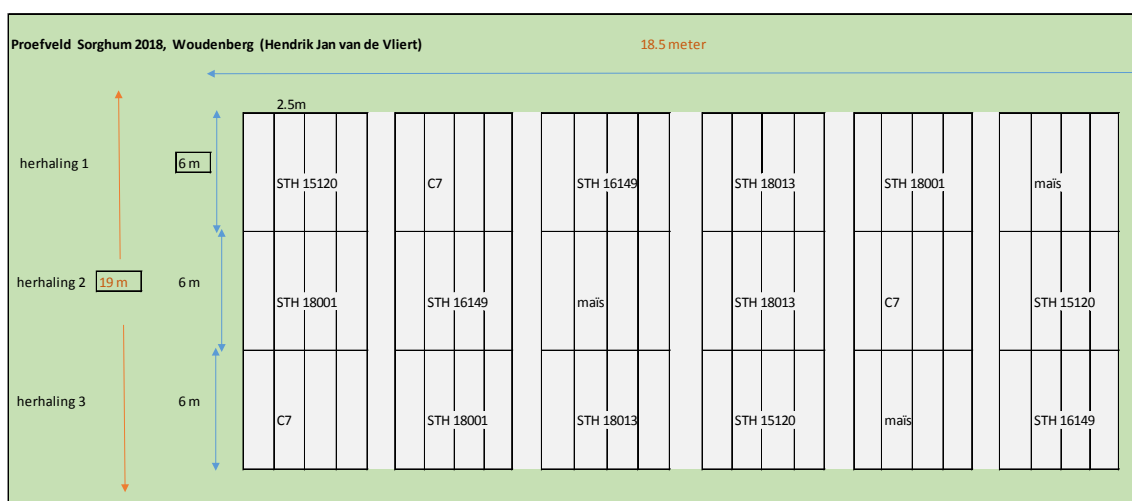 Proefveld Sorghum 2018, Woudenberg (Hendrik Jan van de Vliert) 18.5 meter
2.5m
herhaling 1 6 m
STH 15120 C7 STH 16149 STH 18013 STH 18001 maïs
herhaling 2 19 m 6 m
STH 18001 STH 16149 maïs STH 18013 C7 STH 15120
herhaling 3 6 m
C7 STH 18001 STH 18013 STH 15120 maïs STH 16149